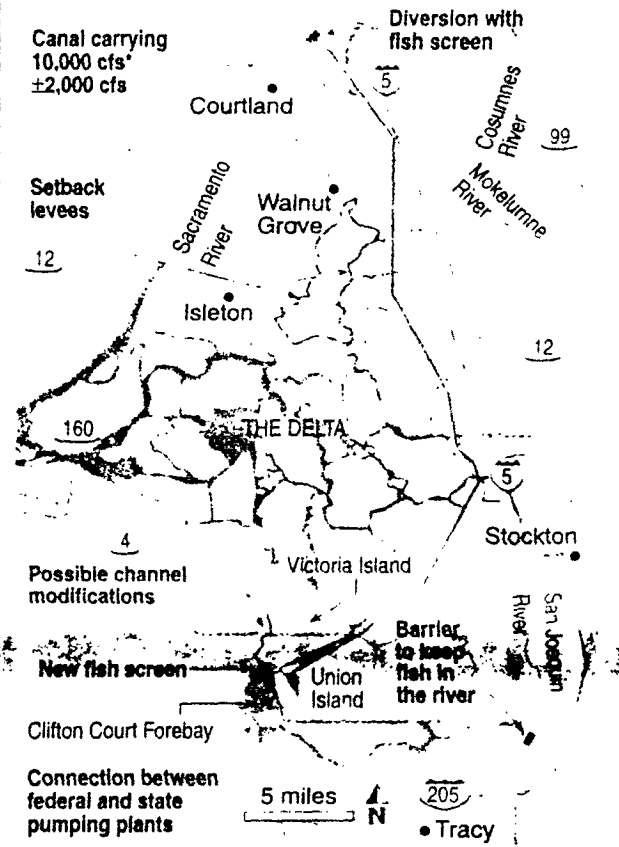 Diversion with
fish screen
Canal carrying
10,000 cfs*
±2,000 cfs
5
Courtland
Cosumnes
River
99
Mokelumne
River
Setback
levees
Walnut
Grove
Sacramento
River
12
Isleton
12
160
THE DELTA
5
Stockton
4
Victoria Island
Possible channel
modifications
San Joaquin
River
Barrier
to keep
fish in
the river
New fish screen
Union
Island
Clifton Court Forebay
Connection between
federal and state
pumping plants
5 miles
N
205
Tracy